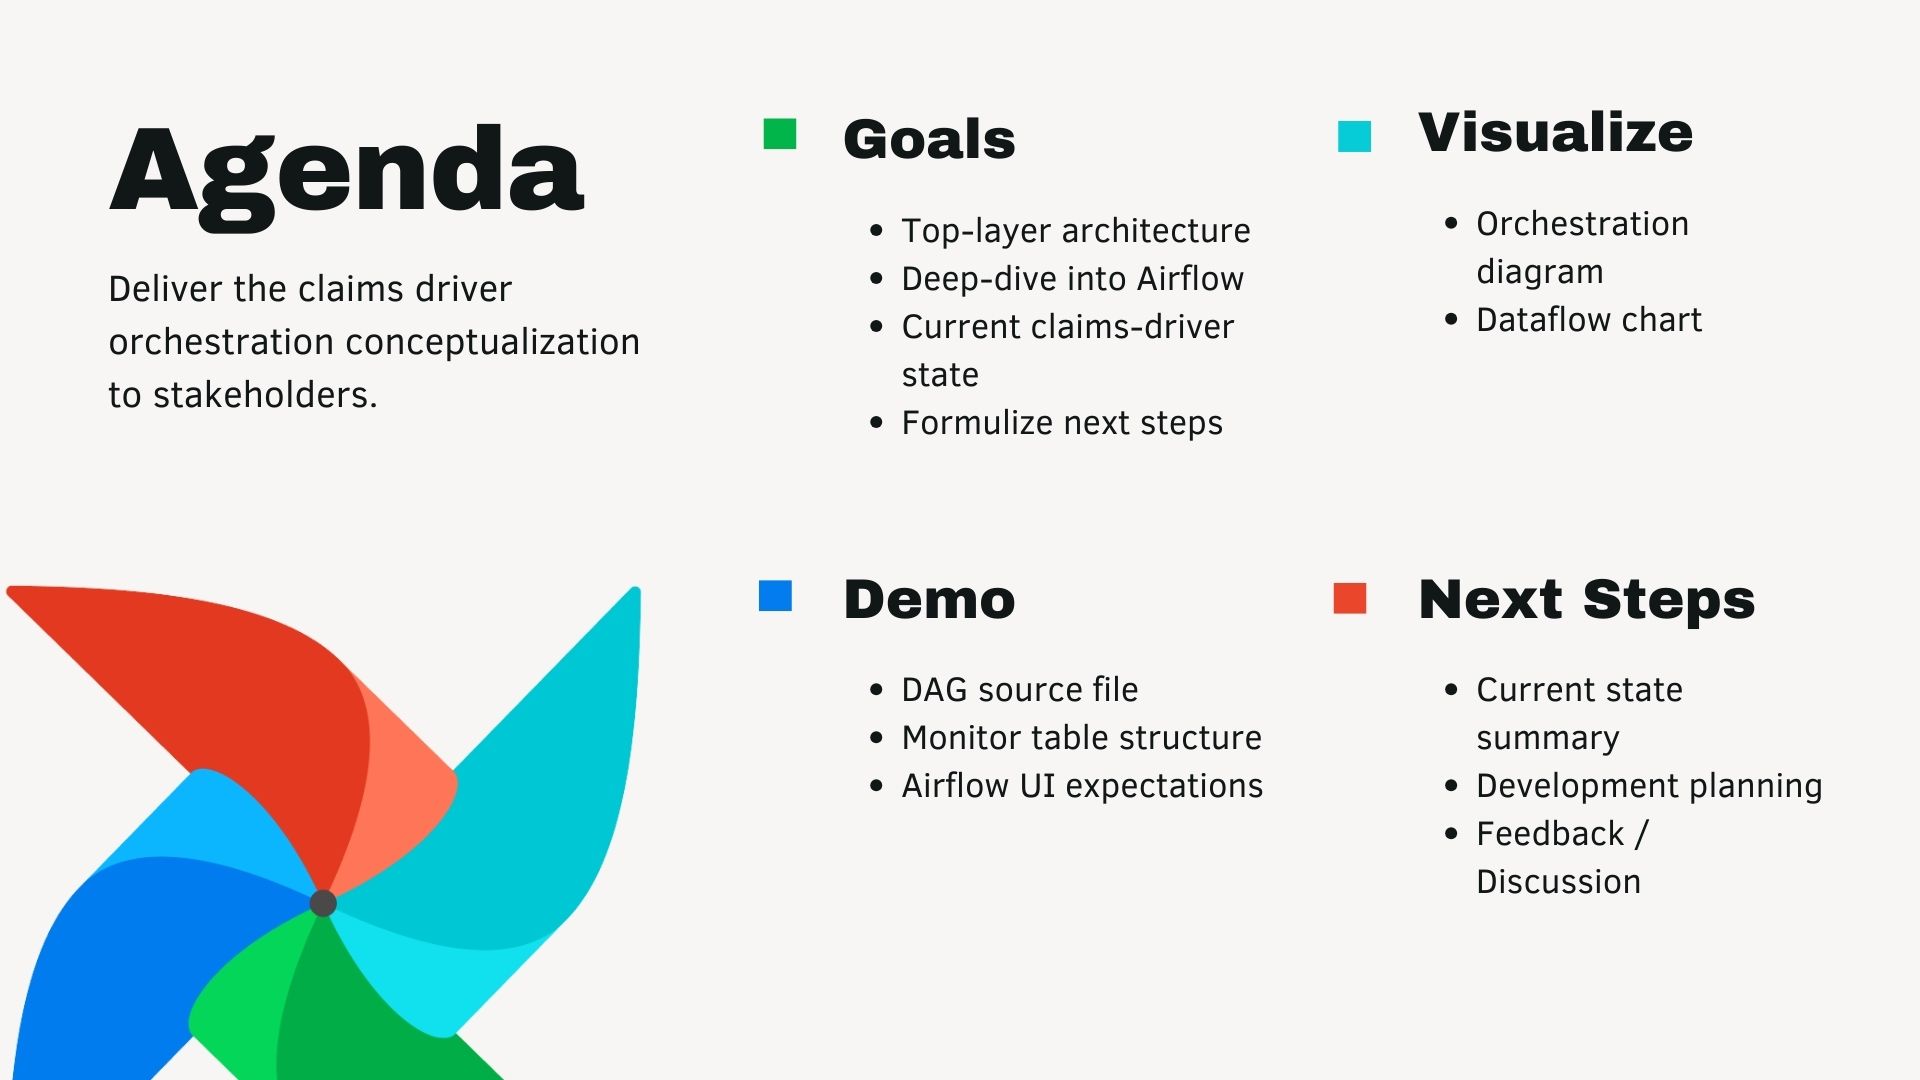 Agenda
Deliver the claims driver
orchestration conceptualization
to stakeholders.
Goals
• Top-layer architecture
• Deep-dive into Airflow
• Current claims-driver
state
• Formulize next steps
Visualize
• Orchestration
diagram
• Dataflow chart
Demo
• DAG source file
• Monitor table structure
• Airflow UI expectations
Next Steps
• Current state
summary
• Development planning
• Feedback /
Discussion